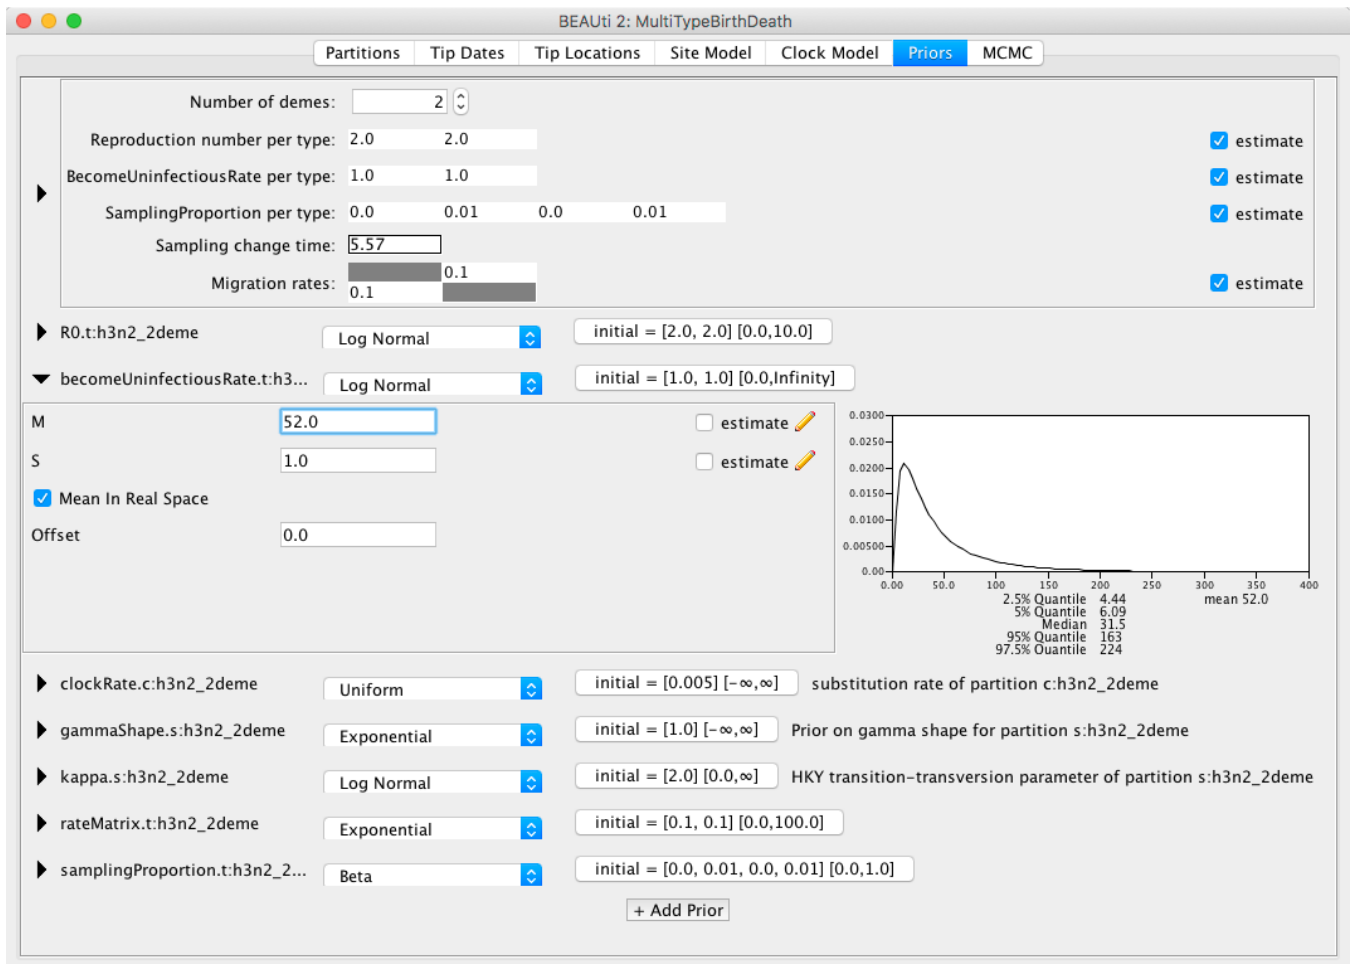 BEAUti 2: MultiTypeBirthDeath
Partitions Tip Dates Tip Locations Site Model Clock Model Priors MCMC
Number of demes: 2
Reproduction number per type: 2.0 2.0 estimate
BecomeUninfectiousRate per type: 1.0 1.0 estimate
SamplingProportion per type: 0.0 0.01 0.0 0.01 estimate
Sampling change time: 5.57
Migration rates: 0.1 estimate
0.1
R0.t:h3n2_2deme Log Normal initial = [2.0, 2.0] [0.0,10.0]
becomeUninfectiousRate.t:h3... Log Normal initial = [1.0, 1.0] [0.0,Infinity]
M 52.0 estimate
S 1.0 estimate
Mean In Real Space
Offset 0.0
0.0300
0.0250
0.0200
0.0150
0.0100
0.00500
0.00
0.00 50.0 100 150 200 250 300 350 400
2.5% Quantile 4.44 mean 52.0
5% Quantile 6.09
Median 31.5
95% Quantile 163
97.5% Quantile 224
clockRate.c:h3n2_2deme Uniform initial = [0.005] [-∞,∞] substitution rate of partition c:h3n2_2deme
gammaShape.s:h3n2_2deme Exponential initial = [1.0] [-∞,∞] Prior on gamma shape for partition s:h3n2_2deme
kappa.s:h3n2_2deme Log Normal initial = [2.0] [0.0,∞] HKY transition-transversion parameter of partition s:h3n2_2deme
rateMatrix.t:h3n2_2deme Exponential initial = [0.1, 0.1] [0.0,100.0]
samplingProportion.t:h3n2_2... Beta initial = [0.0, 0.01, 0.0, 0.01] [0.0,1.0]
+ Add Prior